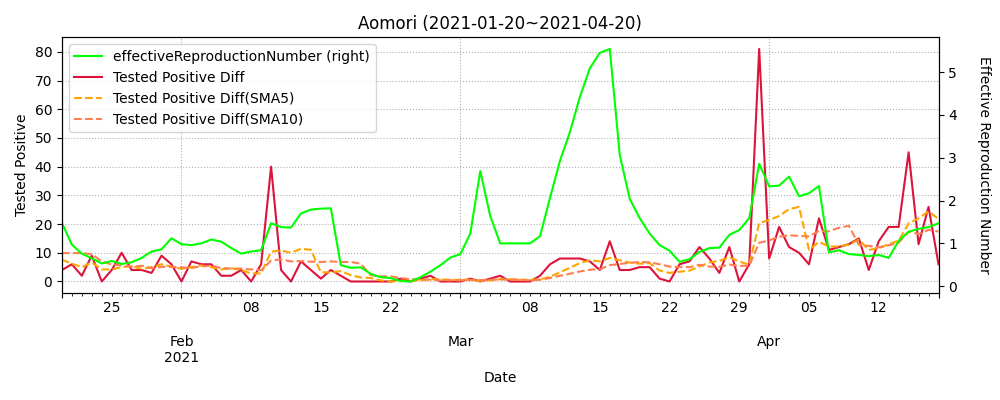 Aomori (2021-01-20~2021-04-20)
effectiveReproductionNumber (right)
Tested Positive Diff
Tested Positive Diff(SMA5)
Tested Positive Diff(SMA10)
Tested Positive
80
70
60
50
40
30
20
10
0
Effective Reproduction Number
5
4
3
2
1
0
25 08 15 22 08 15 22 29 05 12
Feb Mar Apr
2021
Date